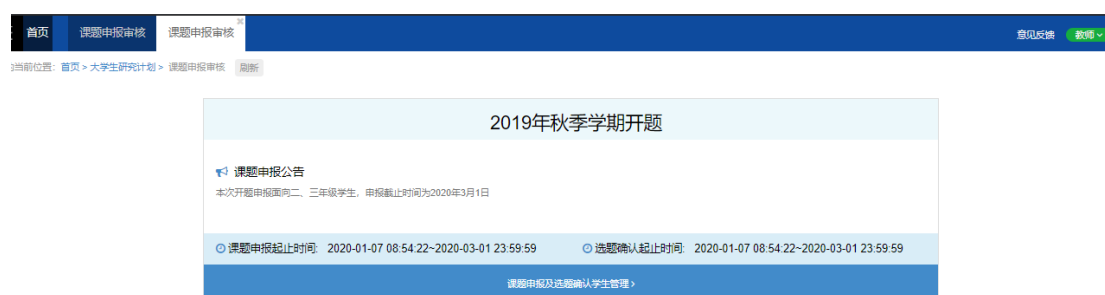 首页 课题申报审核 课题申报审核 意见反馈 教师
当前位置: 首页 > 大学生研究计划 > 课题申报审核 刷新
2019年秋季学期开题
课题申报公告
本次开题申报面向二、三年级学生, 申报截止时间为2020年3月1日
课题申报起止时间: 2020-01-07 08:54:22~2020-03-01 23:59:59 选题确认起止时间: 2020-01-07 08:54:22~2020-03-01 23:59:59
课题申报及选题确认学生管理 ›